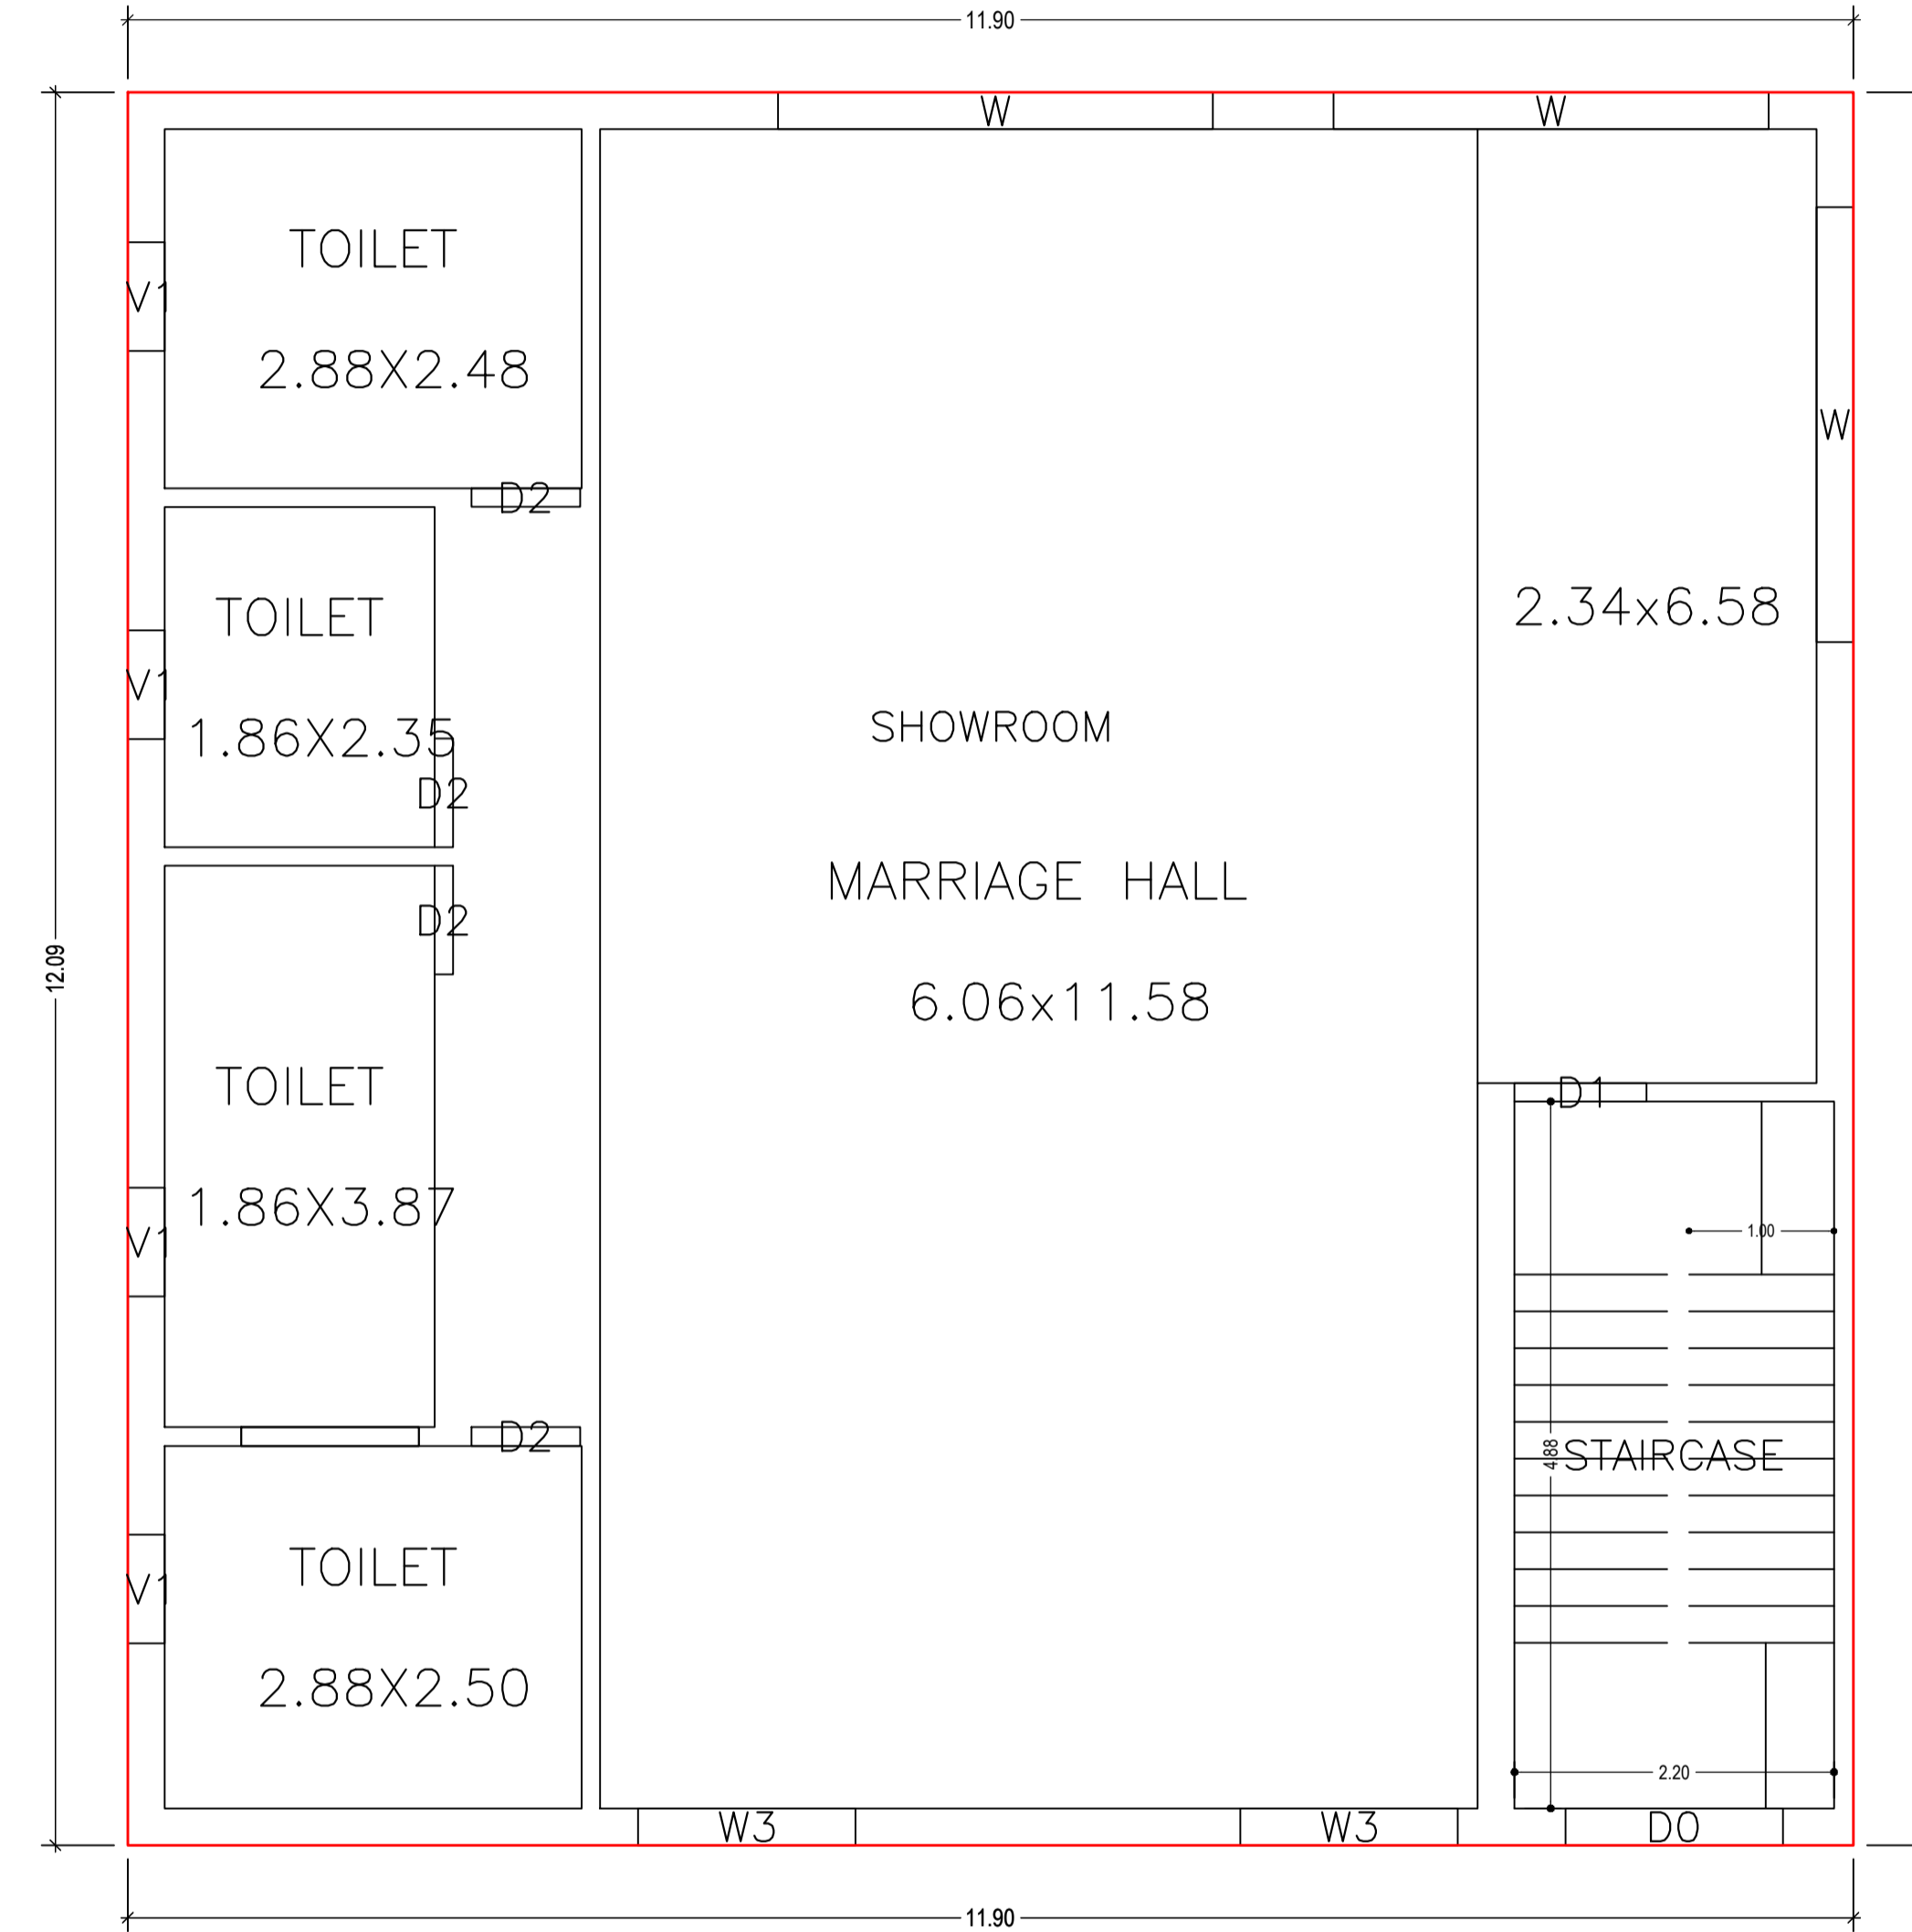 11.90
W
W
TOILET
V1
2.88X2.48
W
D2
2.34x6.58
TOILET
V1
1.86X2.35
SHOWROOM
D2
MARRIAGE HALL
D2
12.09
6.06x11.58
TOILET
D1
1.86X3.87
V1
1.00
D2
4.88
STAIRCASE
TOILET
V1
2.88X2.50
2.20
W3
W3
D0
11.90